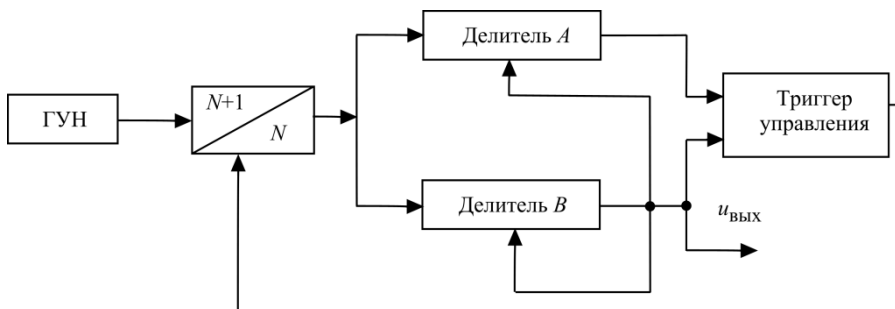 Делитель A
N+1
N
ГУН
Триггер
управления
Делитель B
uвых